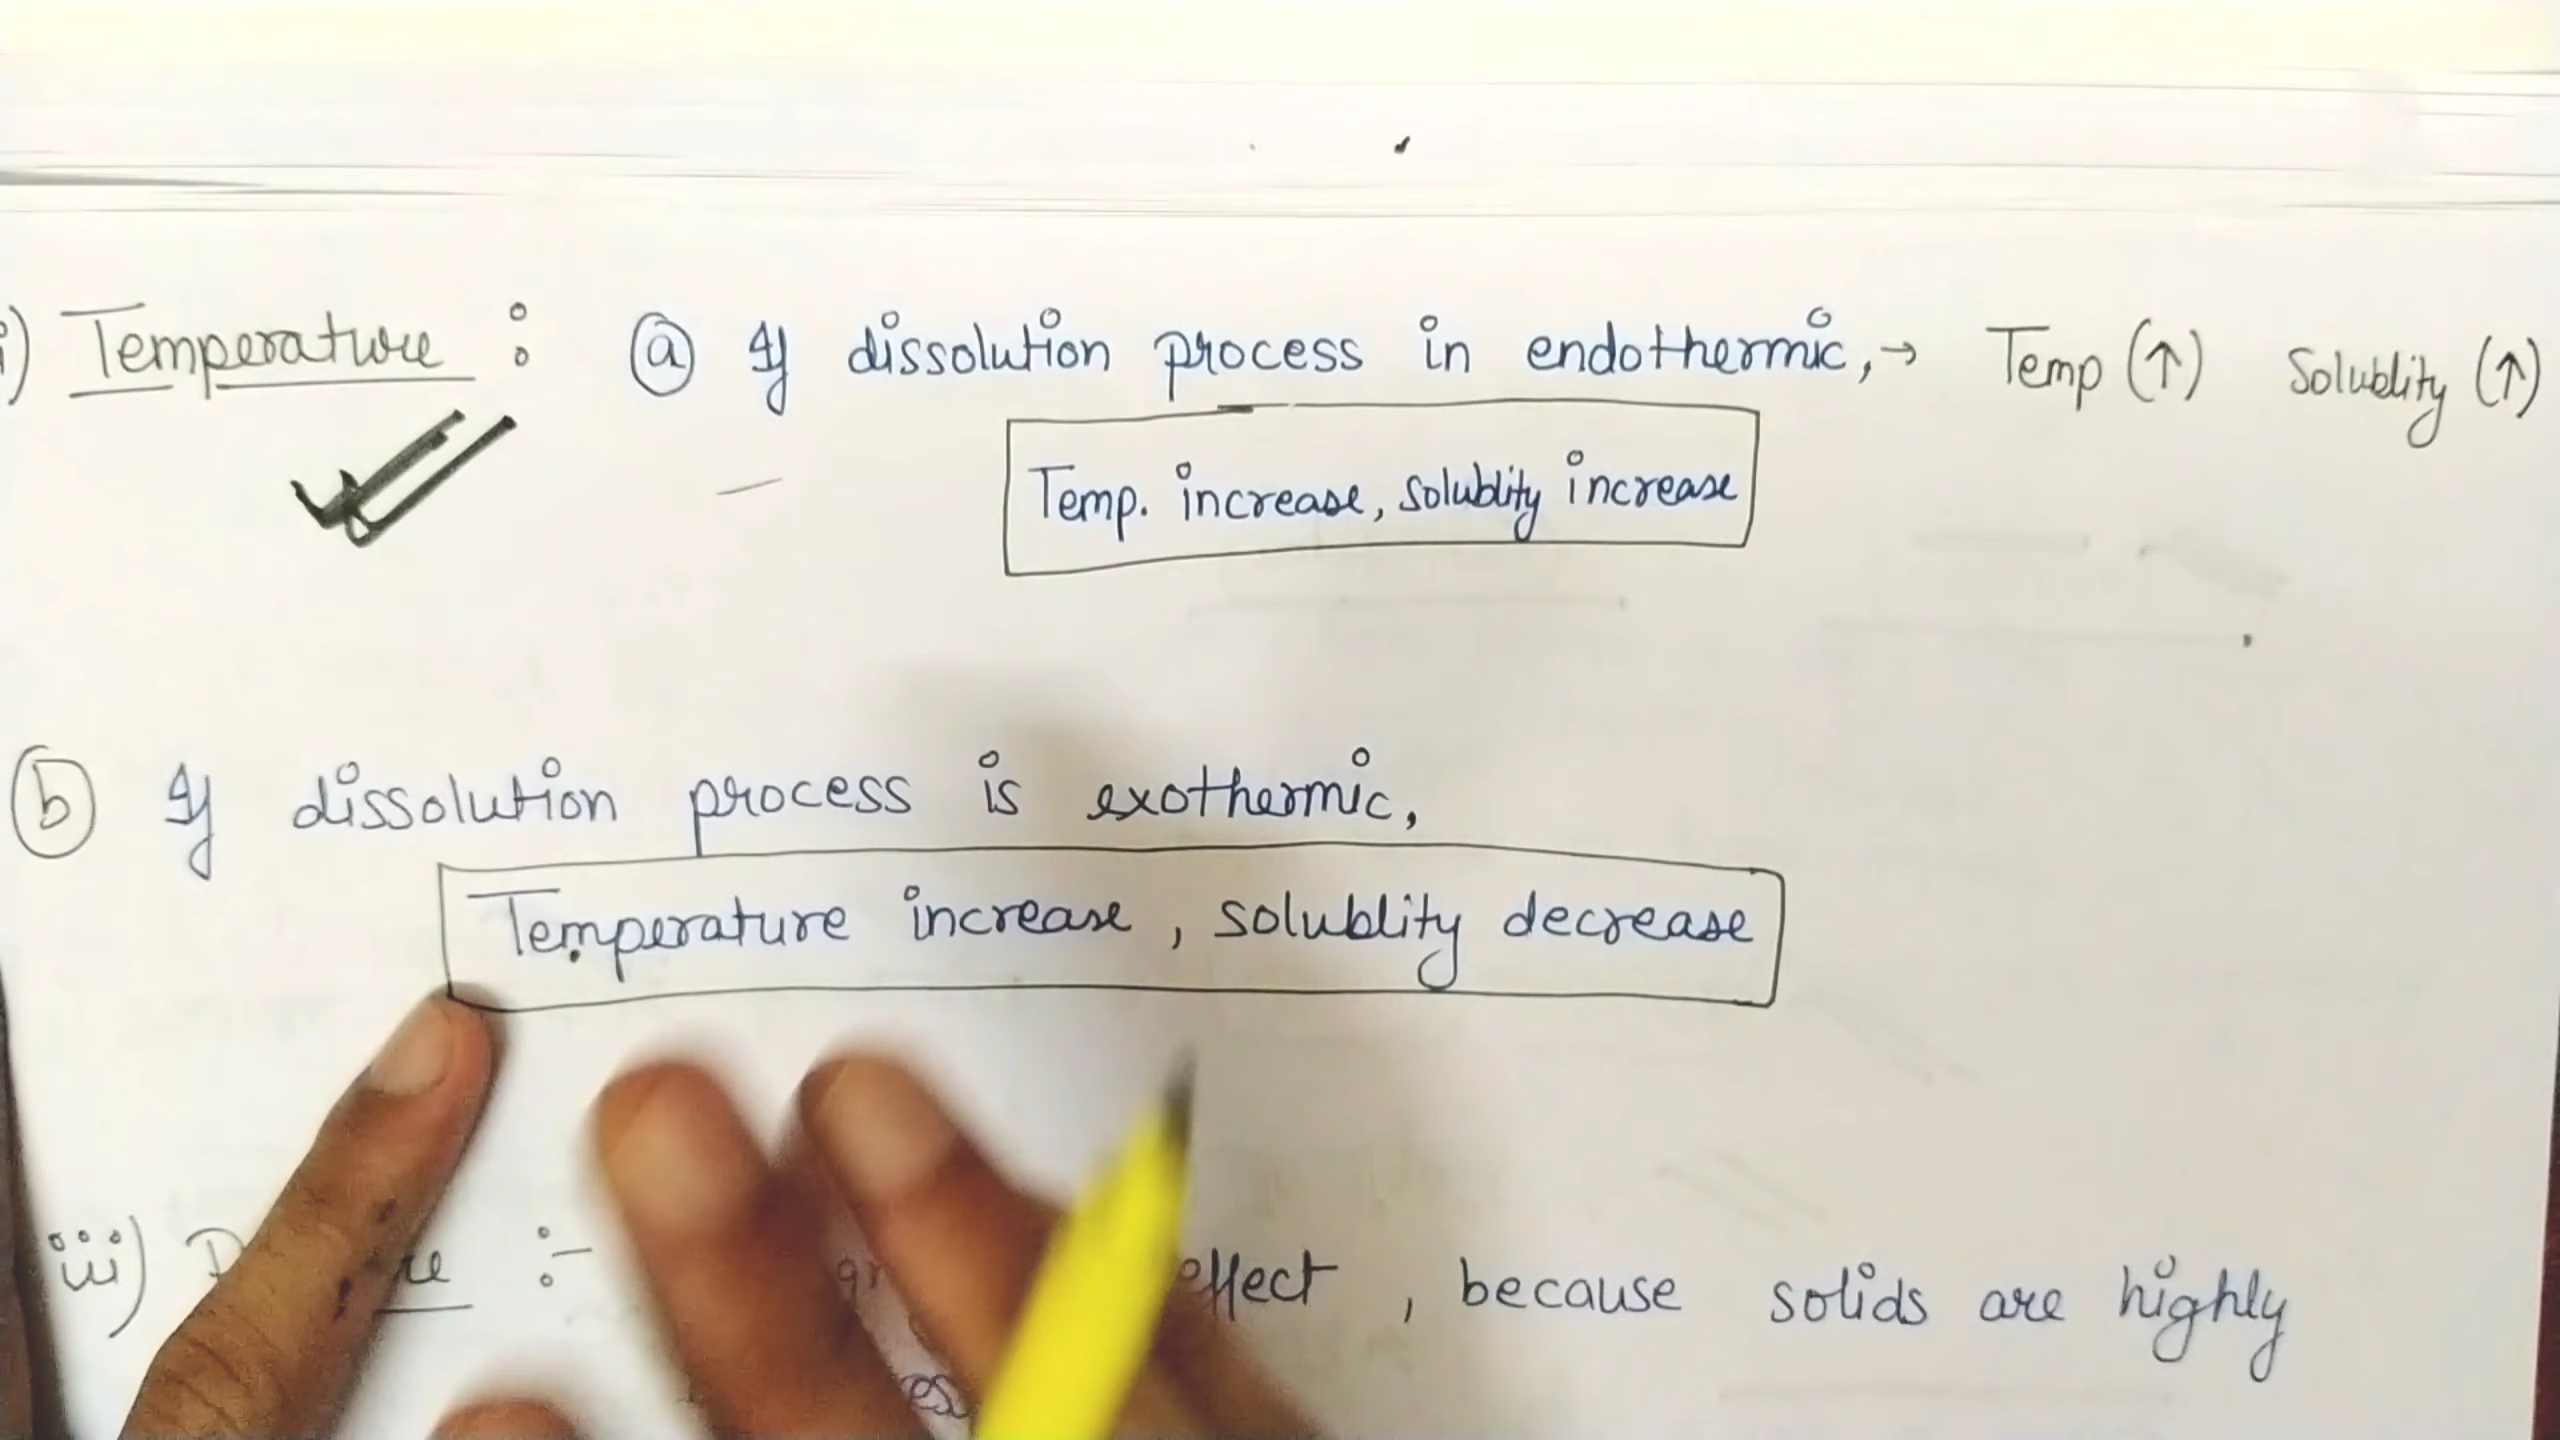 i) Temperature : (a) If dissolution process in endothermic, → Temp (↑) Solublity (↑)
Temp. increase, solublity increase
(b) If dissolution process is exothermic,
Temperature increase, solublity decrease
iii) :- effect, because solids are highly